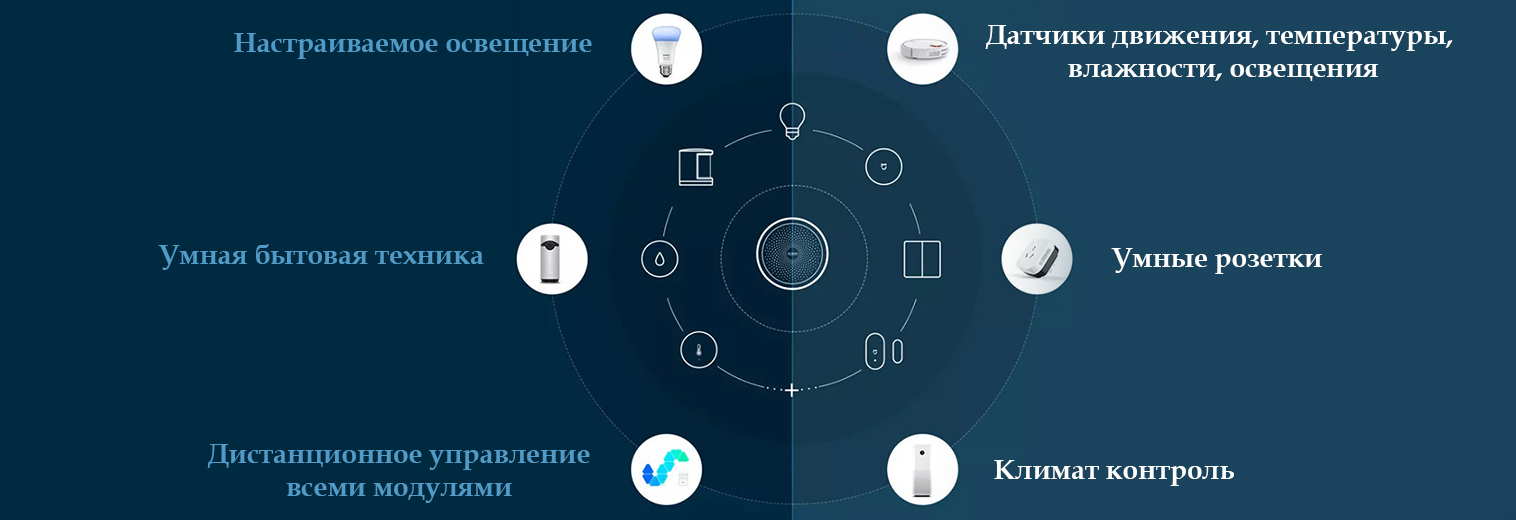 Настраиваемое освещение
Датчики движения, температуры,
влажности, освещения
Умная бытовая техника
Умные розетки
Дистанционное управление
всеми модулями
Климат контроль